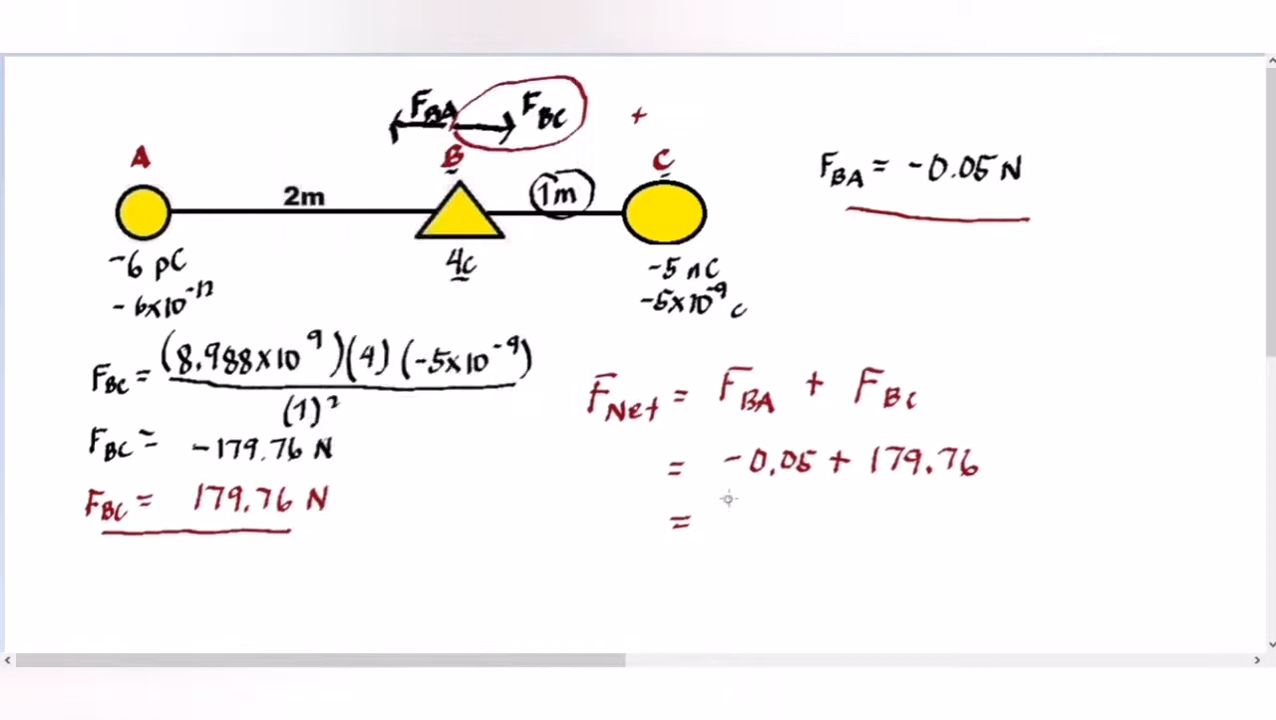 F_BA F_BC +
A B C
2m 1m
F_BA = -0.05 N
-6 pC 4c -5 nC
-6x10^-12 -5x10^-9 c
F_BC = (8.988x10^9)(4)(-5x10^-9)
(1)^2
F_BC = -179.76 N
F_BC = 179.76 N
F_Net = F_BA + F_BC
= -0.05 + 179.76
=